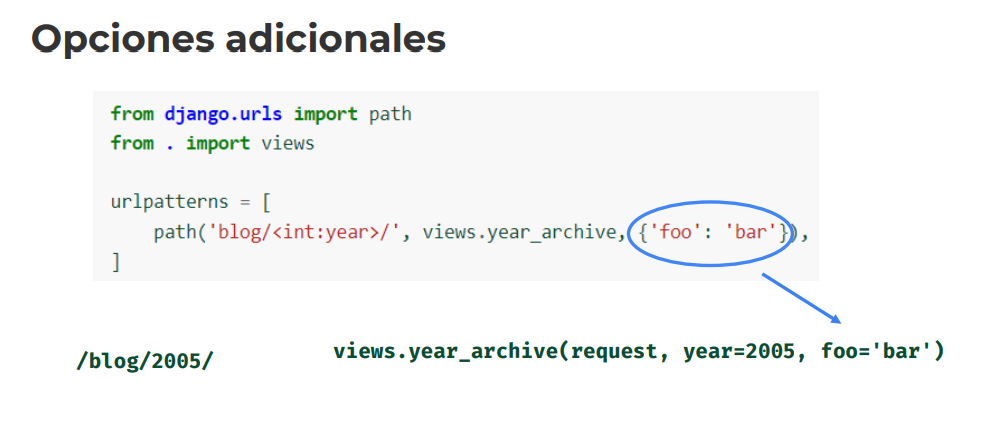 Opciones adicionales
from django.urls import path
from . import views
urlpatterns = [
    path('blog/<int:year>/', views.year_archive, {'foo': 'bar'}),
]
/blog/2005/
views.year_archive(request, year=2005, foo='bar')